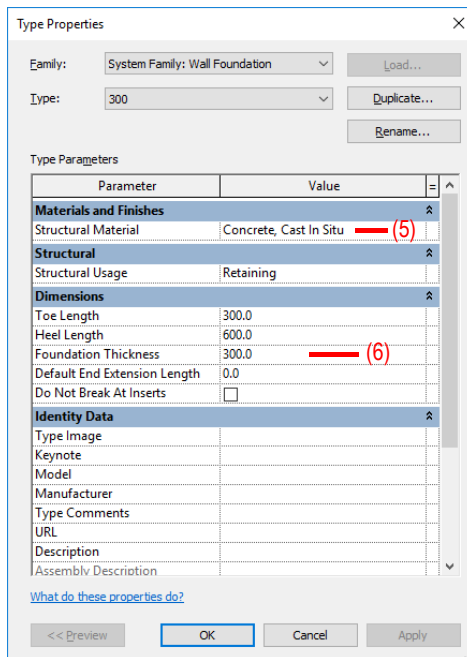 Type Properties
Family: System Family: Wall Foundation Load...
Type: 300 Duplicate...
Rename...
Type Parameters
Parameter Value =
Materials and Finishes
Structural Material Concrete, Cast In Situ (5)
Structural
Structural Usage Retaining
Dimensions
Toe Length 300.0
Heel Length 600.0
Foundation Thickness 300.0 (6)
Default End Extension Length 0.0
Do Not Break At Inserts
Identity Data
Type Image
Keynote
Model
Manufacturer
Type Comments
URL
Description
Assembly Description
What do these properties do?
<< Preview OK Cancel Apply